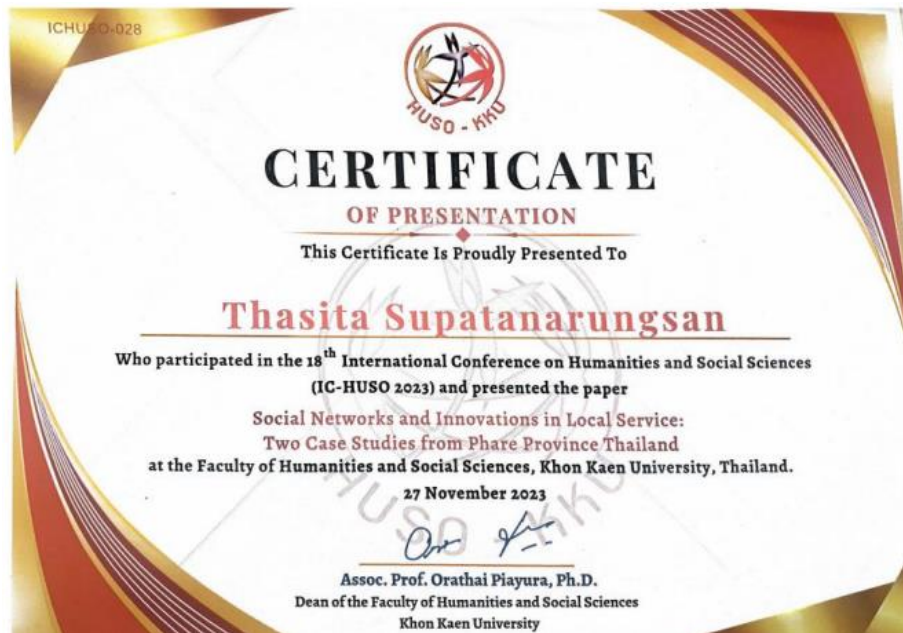 ICHUSO-028
HUSO - KKU
CERTIFICATE
OF PRESENTATION
This Certificate Is Proudly Presented To
Thasita Supatanarungsan
Who participated in the 18th International Conference on Humanities and Social Sciences
(IC-HUSO 2023) and presented the paper
Social Networks and Innovations in Local Service:
Two Case Studies from Phare Province Thailand
at the Faculty of Humanities and Social Sciences, Khon Kaen University, Thailand.
27 November 2023
HUSO - KKU
Assoc. Prof. Orathai Piayura, Ph.D.
Dean of the Faculty of Humanities and Social Sciences
Khon Kaen University